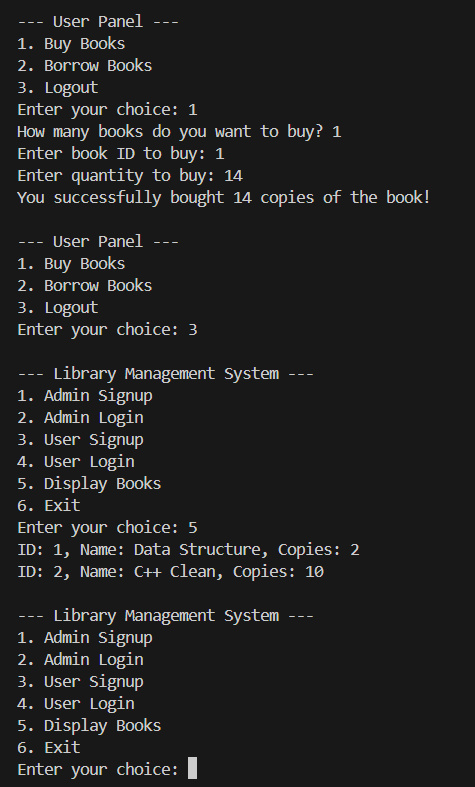 --- User Panel ---
1. Buy Books
2. Borrow Books
3. Logout
Enter your choice: 1
How many books do you want to buy? 1
Enter book ID to buy: 1
Enter quantity to buy: 14
You successfully bought 14 copies of the book!
--- User Panel ---
1. Buy Books
2. Borrow Books
3. Logout
Enter your choice: 3
--- Library Management System ---
1. Admin Signup
2. Admin Login
3. User Signup
4. User Login
5. Display Books
6. Exit
Enter your choice: 5
ID: 1, Name: Data Structure, Copies: 2
ID: 2, Name: C++ Clean, Copies: 10
--- Library Management System ---
1. Admin Signup
2. Admin Login
3. User Signup
4. User Login
5. Display Books
6. Exit
Enter your choice: